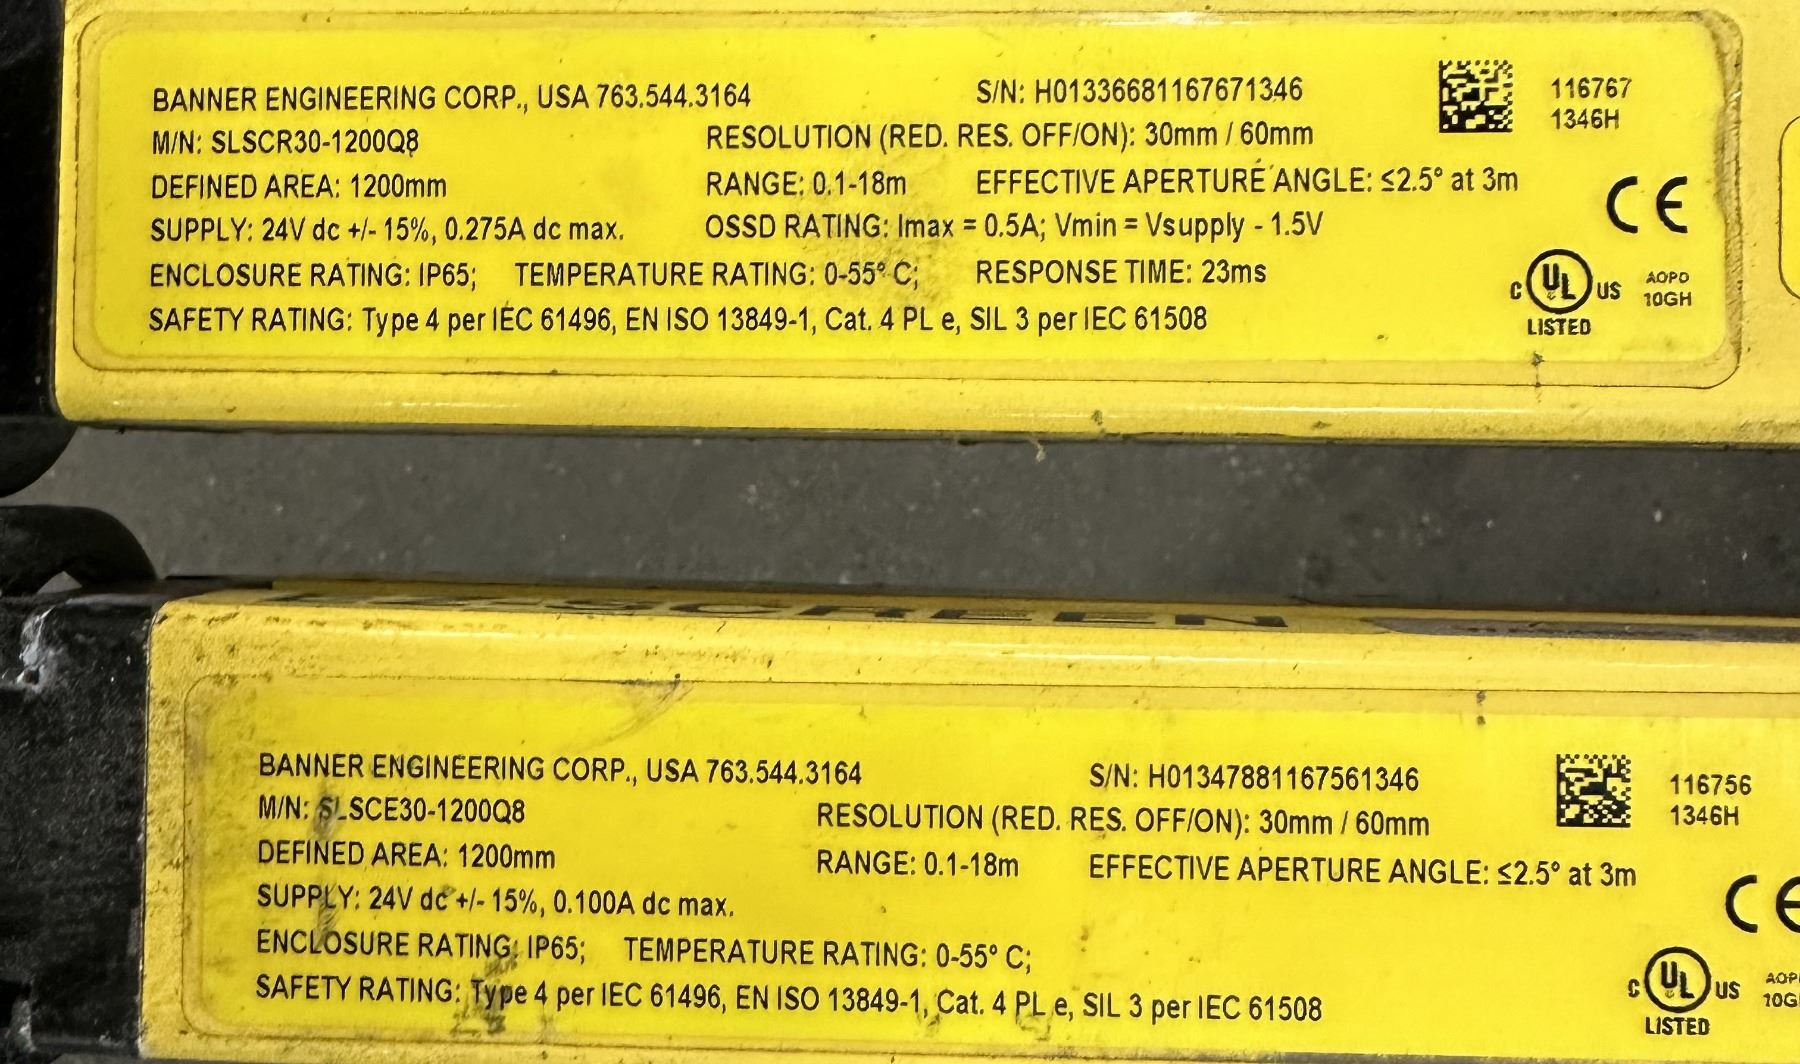 BANNER ENGINEERING CORP., USA 763.544.3164 S/N: H01336681167671346 116767
M/N: SLSCR30-1200Q8 RESOLUTION (RED. RES. OFF/ON): 30mm / 60mm 1346H
DEFINED AREA: 1200mm RANGE: 0.1-18m EFFECTIVE APERTURE ANGLE: ≤2.5° at 3m
SUPPLY: 24V dc +/- 15%, 0.275A dc max. OSSD RATING: Imax = 0.5A; Vmin = Vsupply - 1.5V CE
ENCLOSURE RATING: IP65; TEMPERATURE RATING: 0-55° C; RESPONSE TIME: 23ms C UL US AOPD
10GH
SAFETY RATING: Type 4 per IEC 61496, EN ISO 13849-1, Cat. 4 PL e, SIL 3 per IEC 61508 LISTED
SCREEN
BANNER ENGINEERING CORP., USA 763.544.3164 S/N: H01347881167561346 116756
M/N: SLSCE30-1200Q8 RESOLUTION (RED. RES. OFF/ON): 30mm / 60mm 1346H
DEFINED AREA: 1200mm RANGE: 0.1-18m EFFECTIVE APERTURE ANGLE: ≤2.5° at 3m
SUPPLY: 24V dc +/- 15%, 0.100A dc max. CE
ENCLOSURE RATING: IP65; TEMPERATURE RATING: 0-55° C; C UL US
SAFETY RATING: Type 4 per IEC 61496, EN ISO 13849-1, Cat. 4 PL e, SIL 3 per IEC 61508 LISTED